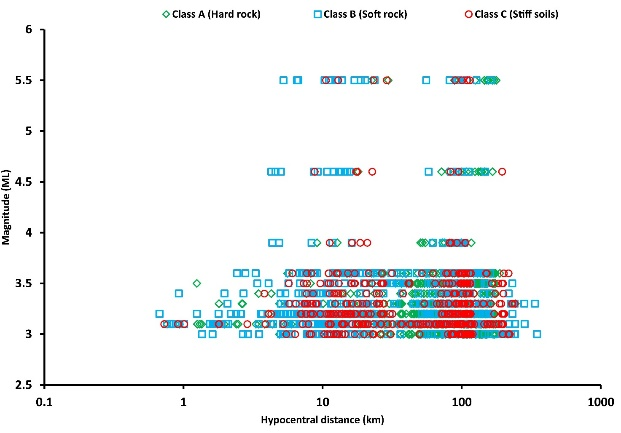 Class A (Hard rock) Class B (Soft rock) Class C (Stiff soils)
6
5.5
5
4.5
4
3.5
3
2.5
Magnitude (ML)
0.1 1 10 100 1000
Hypocentral distance (km)